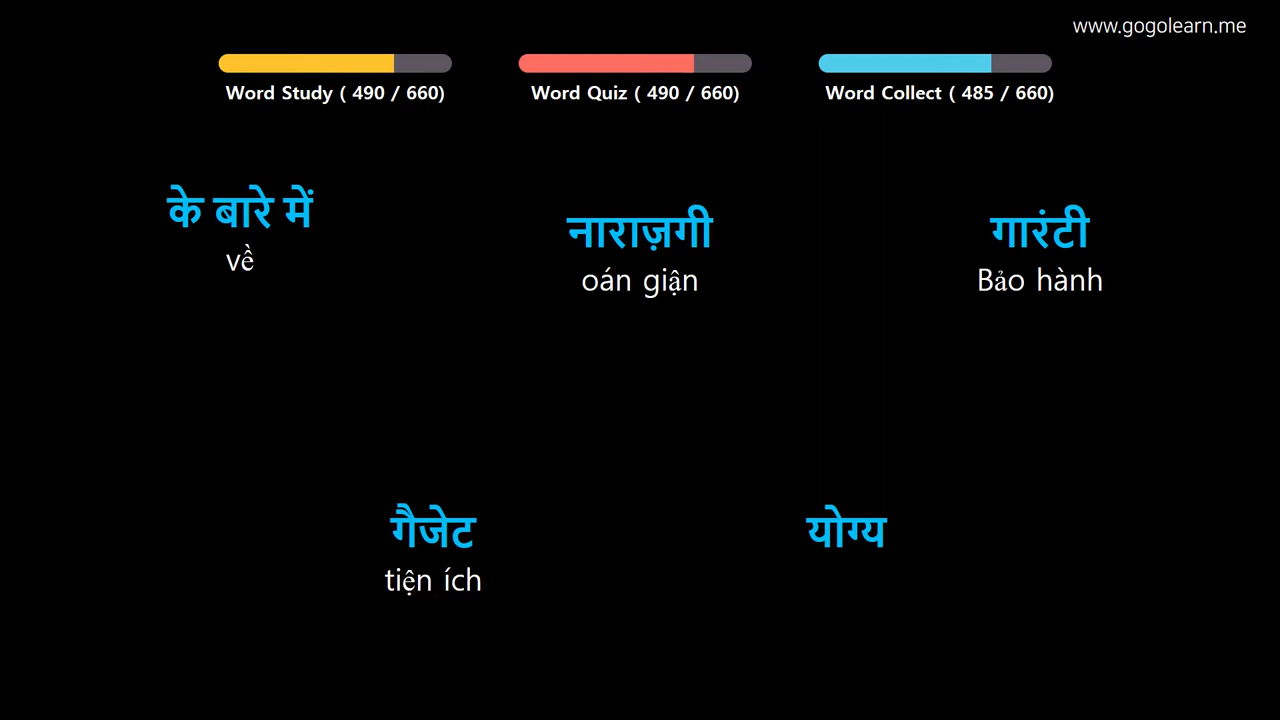 www.gogolearn.me
Word Study ( 490 / 660)
Word Quiz ( 490 / 660)
Word Collect ( 485 / 660)
के बारे में
về
नाराज़गी
oán giận
गारंटी
Bảo hành
गैजेट
tiện ích
योग्य